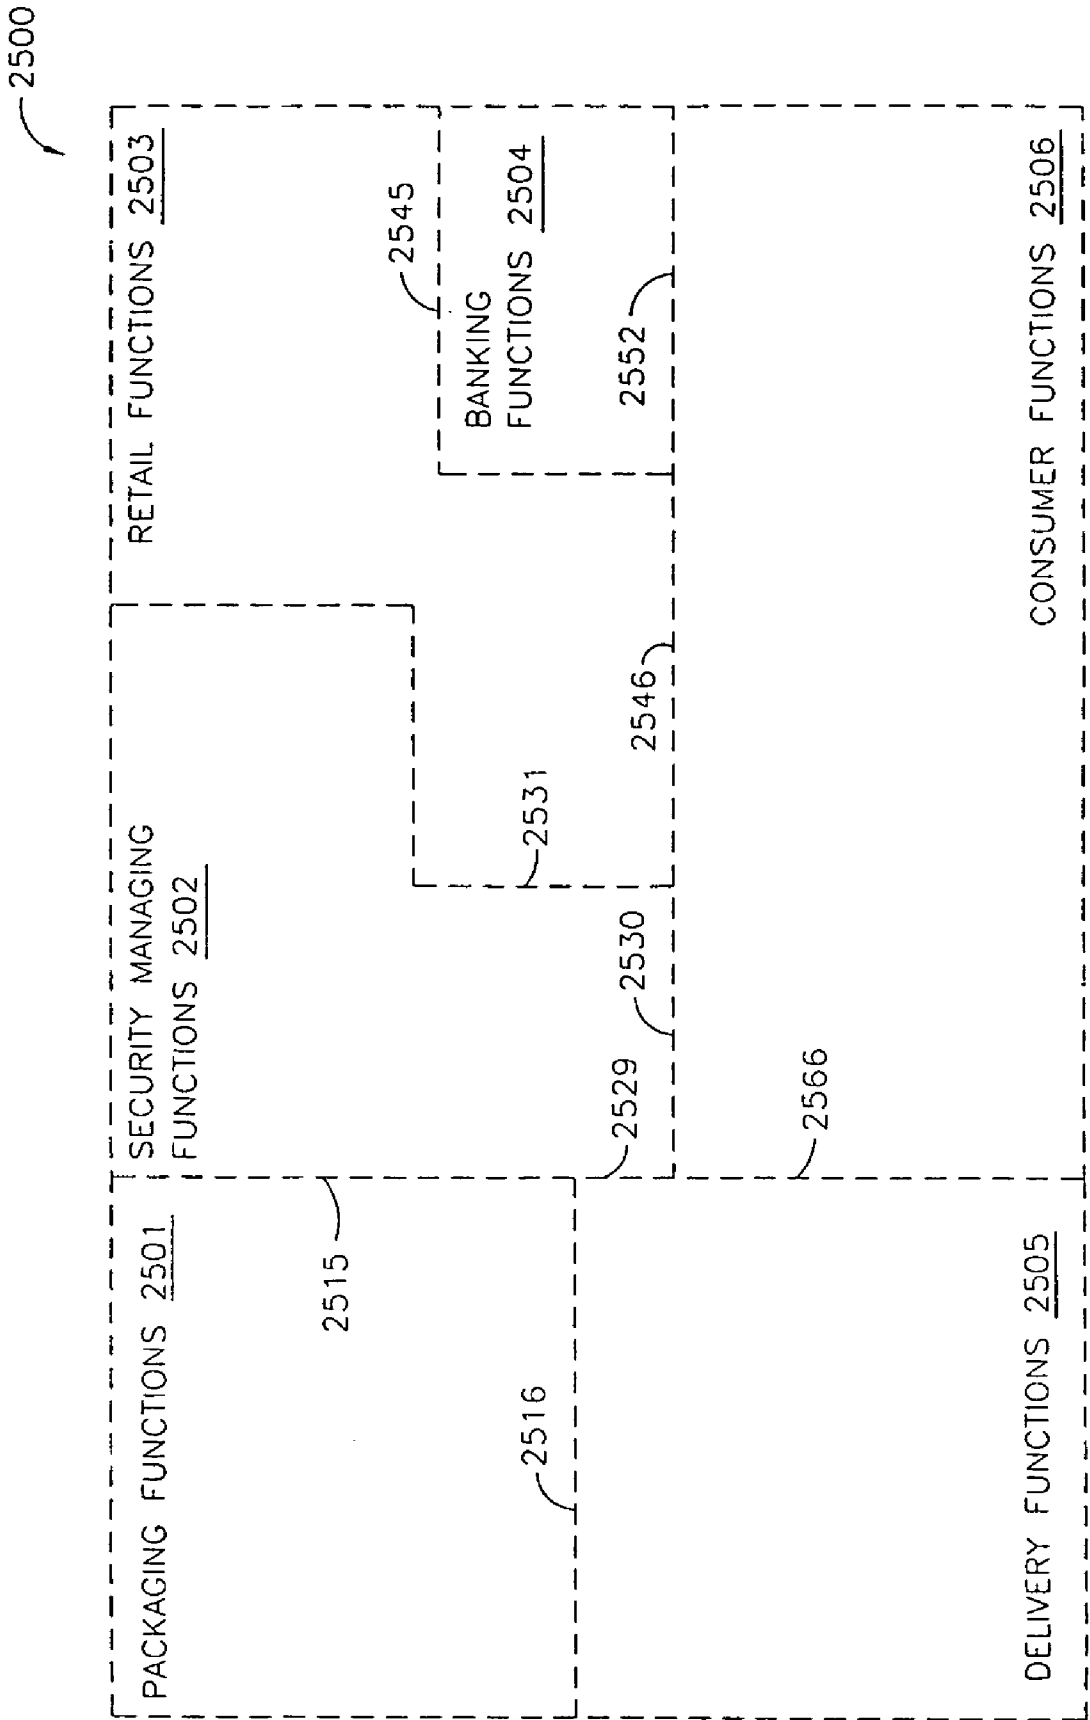 2500
PACKAGING FUNCTIONS 2501
SECURITY MANAGING
FUNCTIONS 2502
RETAIL FUNCTIONS 2503
2515
2545
BANKING
FUNCTIONS 2504
2516
2531
2529
2530
2546
2552
2566
DELIVERY FUNCTIONS 2505
CONSUMER FUNCTIONS 2506